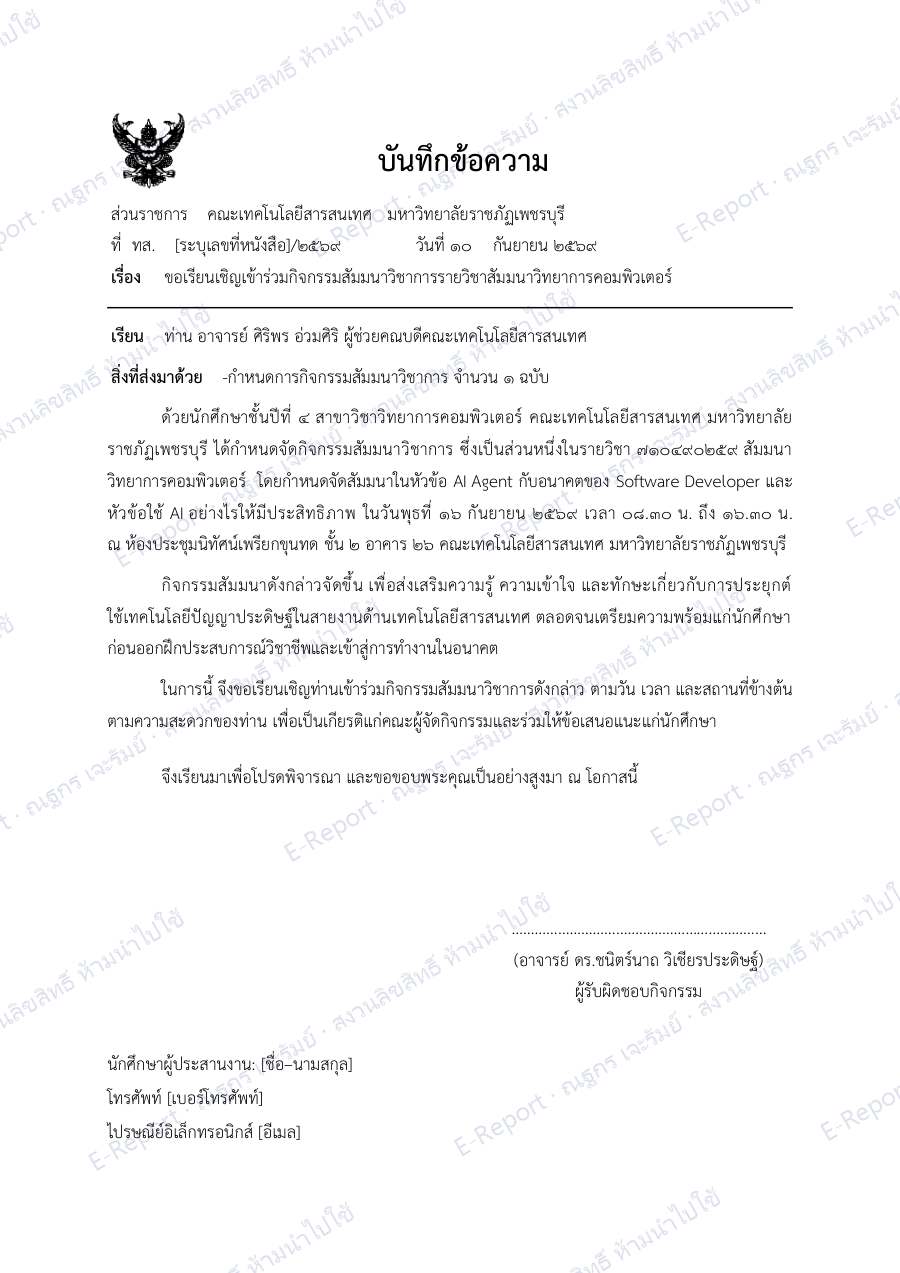 บันทึกข้อความ
ส่วนราชการ คณะเทคโนโลยีสารสนเทศ มหาวิทยาลัยราชภัฏเพชรบุรี
ที่ ทส. [ระบุเลขที่หนังสือ]/๒๕๖๙ วันที่ ๑๐ กันยายน ๒๕๖๙
เรื่อง ขอเรียนเชิญเข้าร่วมกิจกรรมสัมมนาวิชาการรายวิชาสัมมนาวิทยาการคอมพิวเตอร์
เรียน ท่าน อาจารย์ ศิริพร อ่วมศิริ ผู้ช่วยคณบดีคณะเทคโนโลยีสารสนเทศ
สิ่งที่ส่งมาด้วย -กำหนดการกิจกรรมสัมมนาวิชาการ จำนวน ๑ ฉบับ
ด้วยนักศึกษาชั้นปีที่ ๔ สาขาวิชาวิทยาการคอมพิวเตอร์ คณะเทคโนโลยีสารสนเทศ มหาวิทยาลัย
ราชภัฏเพชรบุรี ได้กำหนดจัดกิจกรรมสัมมนาวิชาการ ซึ่งเป็นส่วนหนึ่งในรายวิชา ๗๑๐๔๙๐๒๕๙ สัมมนา
วิทยาการคอมพิวเตอร์ โดยกำหนดจัดสัมมนาในหัวข้อ AI Agent กับอนาคตของ Software Developer และ
หัวข้อใช้ AI อย่างไรให้มีประสิทธิภาพ ในวันพุธที่ ๑๖ กันยายน ๒๕๖๙ เวลา ๐๘.๓๐ น. ถึง ๑๖.๓๐ น.
ณ ห้องประชุมนิทัศน์เพรียกขุนทด ชั้น ๒ อาคาร ๒๖ คณะเทคโนโลยีสารสนเทศ มหาวิทยาลัยราชภัฏเพชรบุรี
กิจกรรมสัมมนาดังกล่าวจัดขึ้น เพื่อส่งเสริมความรู้ ความเข้าใจ และทักษะเกี่ยวกับการประยุกต์
ใช้เทคโนโลยีปัญญาประดิษฐ์ในสายงานด้านเทคโนโลยีสารสนเทศ ตลอดจนเตรียมความพร้อมแก่นักศึกษา
ก่อนออกฝึกประสบการณ์วิชาชีพและเข้าสู่การทำงานในอนาคต
ในการนี้ จึงขอเรียนเชิญท่านเข้าร่วมกิจกรรมสัมมนาวิชาการดังกล่าว ตามวัน เวลา และสถานที่ข้างต้น
ตามความสะดวกของท่าน เพื่อเป็นเกียรติแก่คณะผู้จัดกิจกรรมและร่วมให้ข้อเสนอแนะแก่นักศึกษา
จึงเรียนมาเพื่อโปรดพิจารณา และขอขอบพระคุณเป็นอย่างสูงมา ณ โอกาสนี้
..................................................................
(อาจารย์ ดร.ชนิตร์นาถ วิเชียรประดิษฐ์)
ผู้รับผิดชอบกิจกรรม
นักศึกษาผู้ประสานงาน: [ชื่อ–นามสกุล]
โทรศัพท์ [เบอร์โทรศัพท์]
ไปรษณีย์อิเล็กทรอนิกส์ [อีเมล]
E-Report · ณฐกร เจะรัมย์ · สงวนลิขสิทธิ์ ห้ามนำไปใช้